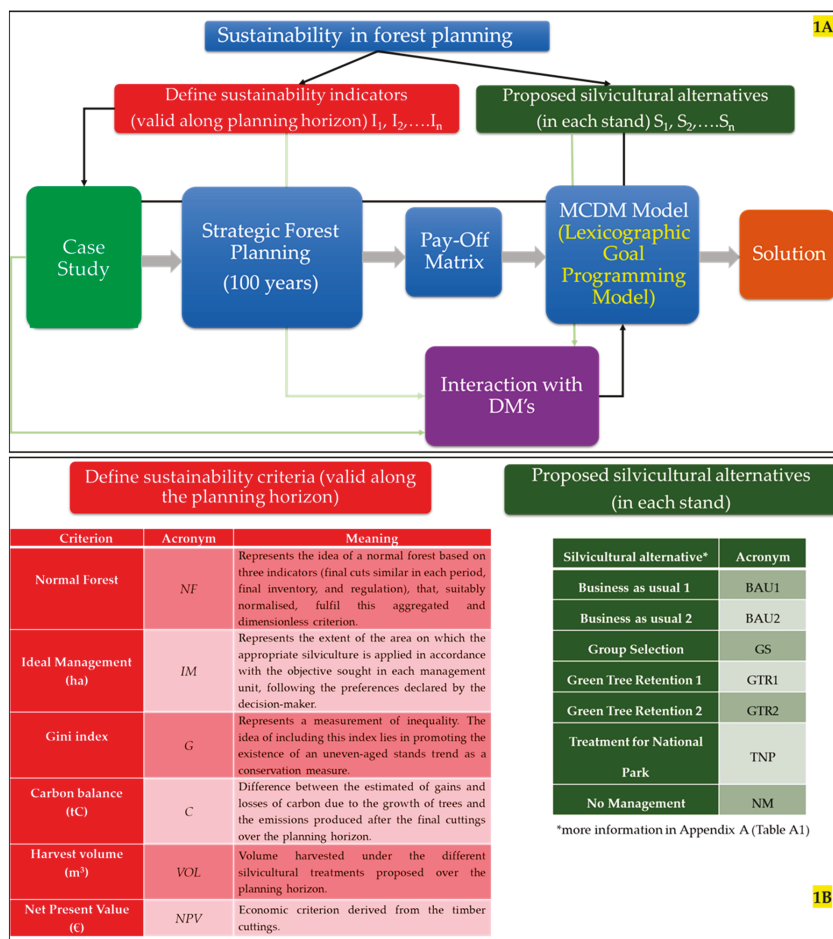 1A
Sustainability in forest planning
Define sustainability indicators
(valid along planning horizon) I1, I2,….In
Proposed silvicultural alternatives
(in each stand) S1, S2,….Sn
Case
Study
Strategic Forest
Planning
(100 years)
Pay-Off
Matrix
MCDM Model
(Lexicographic
Goal
Programming
Model)
Solution
Interaction with
DM's
Define sustainability criteria (valid along
the planning horizon)
Criterion Acronym Meaning
Normal Forest
NF
Represents the idea of a normal forest based on
three indicators (final cuts similar in each period,
final inventory, and regulation), that, suitably
normalised, fulfil this aggregated and
dimensionless criterion.
Ideal Management
(ha)
IM
Represents the extent of the area on which the
appropriate silviculture is applied in accordance
with the objective sought in each management
unit, following the preferences declared by the
decision-maker.
Gini index
G
Represents a measurement of inequality. The
idea of including this index lies in promoting the
existence of an uneven-aged stands trend as a
conservation measure.
Carbon balance
(tC)
C
Difference between the estimated of gains and
losses of carbon due to the growth of trees and
the emissions produced after the final cuttings
over the planning horizon.
Harvest volume
(m³)
VOL
Volume harvested under the different
silvicultural treatments proposed over the
planning horizon.
Net Present Value
(€)
NPV
Economic criterion derived from the timber
cuttings.
Proposed silvicultural alternatives
(in each stand)
Silvicultural alternative* Acronym
Business as usual 1 BAU1
Business as usual 2 BAU2
Group Selection GS
Green Tree Retention 1 GTR1
Green Tree Retention 2 GTR2
Treatment for National
Park
TNP
No Management NM
*more information in Appendix A (Table A1)
1B